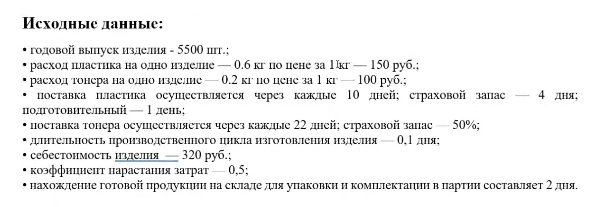 Исходные данные:
• годовой выпуск изделия - 5500 шт.;
• расход пластика на одно изделие — 0.6 кг по цене за 1 кг — 150 руб.;
• расход тонера на одно изделие — 0.2 кг по цене за 1 кг — 100 руб.;
• поставка пластика осуществляется через каждые 10 дней; страховой запас — 4 дня;
подготовительный — 1 день;
• поставка тонера осуществляется через каждые 22 дней; страховой запас — 50%;
• длительность производственного цикла изготовления изделия — 0,1 дня;
• себестоимость изделия — 320 руб.;
• коэффициент нарастания затрат — 0,5;
• нахождение готовой продукции на складе для упаковки и комплектации в партии составляет 2 дня.